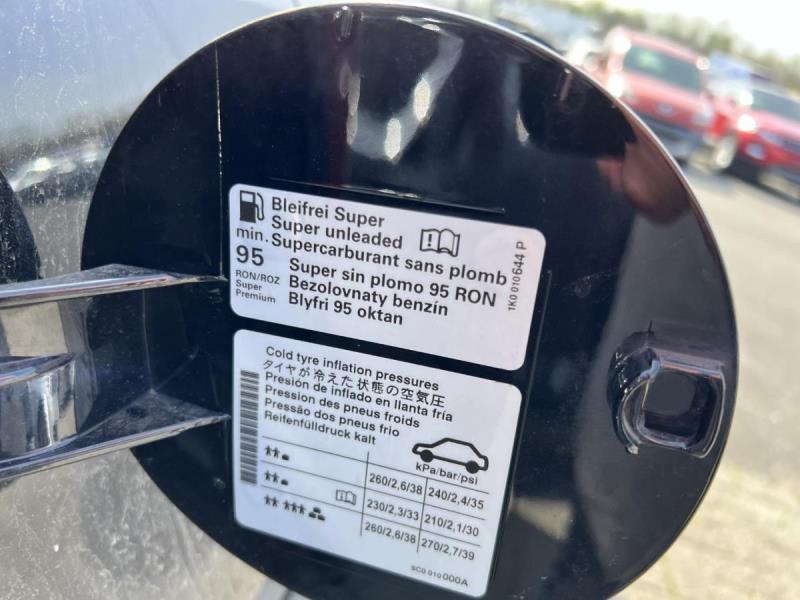 Bleifrei Super
Super unleaded
Supercarburant sans plomb
Super sin plomo 95 RON
Bezolovnaty benzín
Blyfri 95 oktan
min.
95
RON/ROZ
Super
Premium
1K0 010 644 P
Cold tyre inflation pressures
タイヤが冷えた状態の空気圧
Presión de inflado en llanta fría
Pression des pneus froids
Pressão dos pneus frio
Reifenfülldruck kalt
kPa/bar/psi
260/2,6/38 240/2,4/35
230/2,3/33 210/2,1/30
260/2,6/38 270/2,7/39
5C0 010 000A